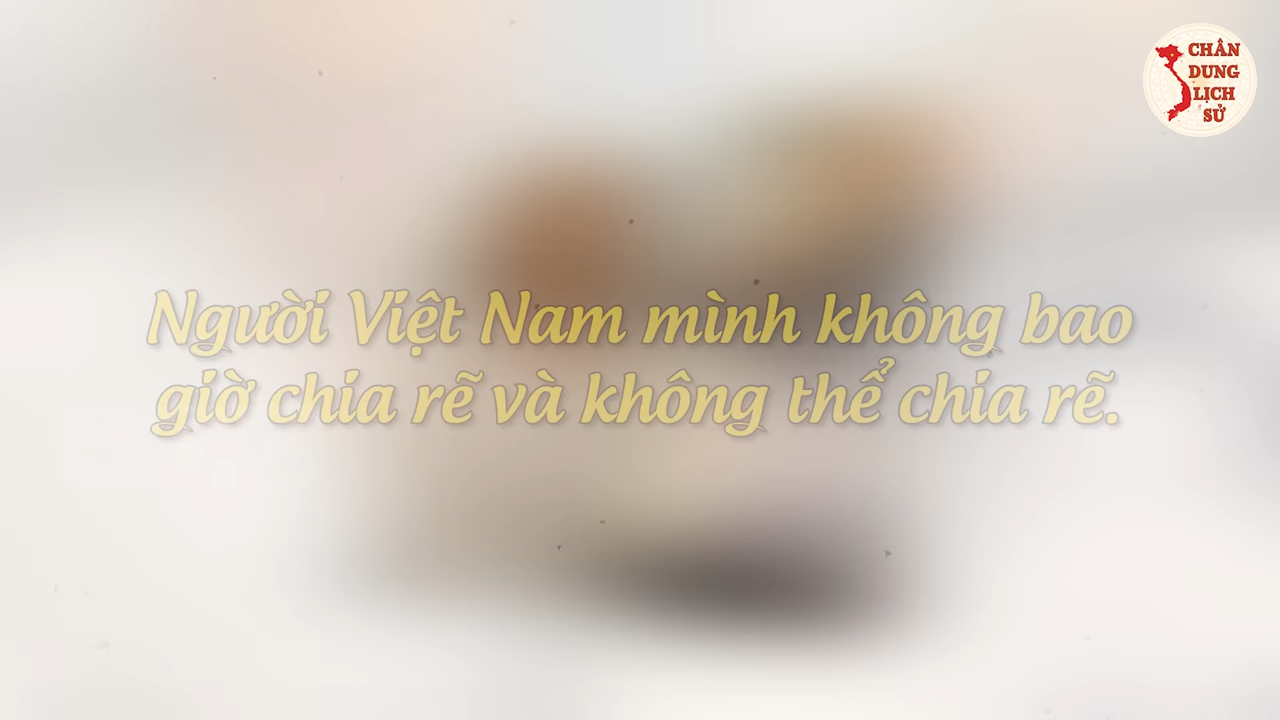 CHÂN
DUNG
LỊCH
SỬ
Người Việt Nam mình không bao
giờ chia rẽ và không thể chia rẽ.